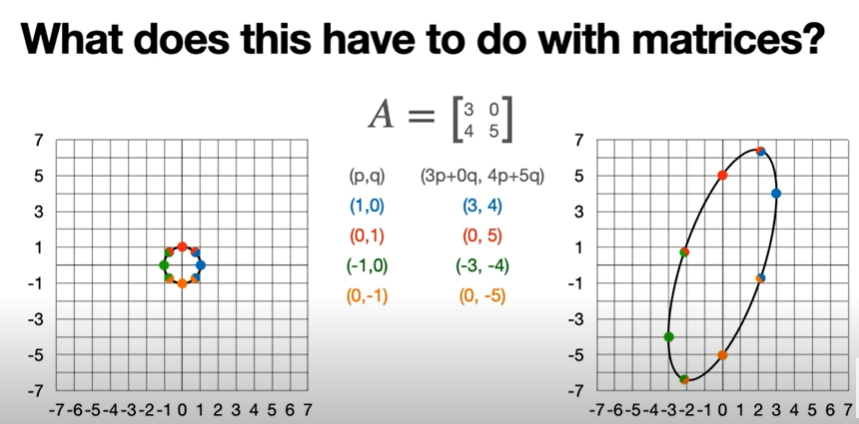 What does this have to do with matrices?
A = [3 0
4 5]
7
5
3
1
-1
-3
-5
-7
-7-6-5-4-3-2-1 0 1 2 3 4 5 6 7
(p,q) (3p+0q, 4p+5q)
(1,0) (3, 4)
(0,1) (0, 5)
(-1,0) (-3, -4)
(0,-1) (0, -5)
7
5
3
1
-1
-3
-5
-7
-7-6-5-4-3-2-1 0 1 2 3 4 5 6 7